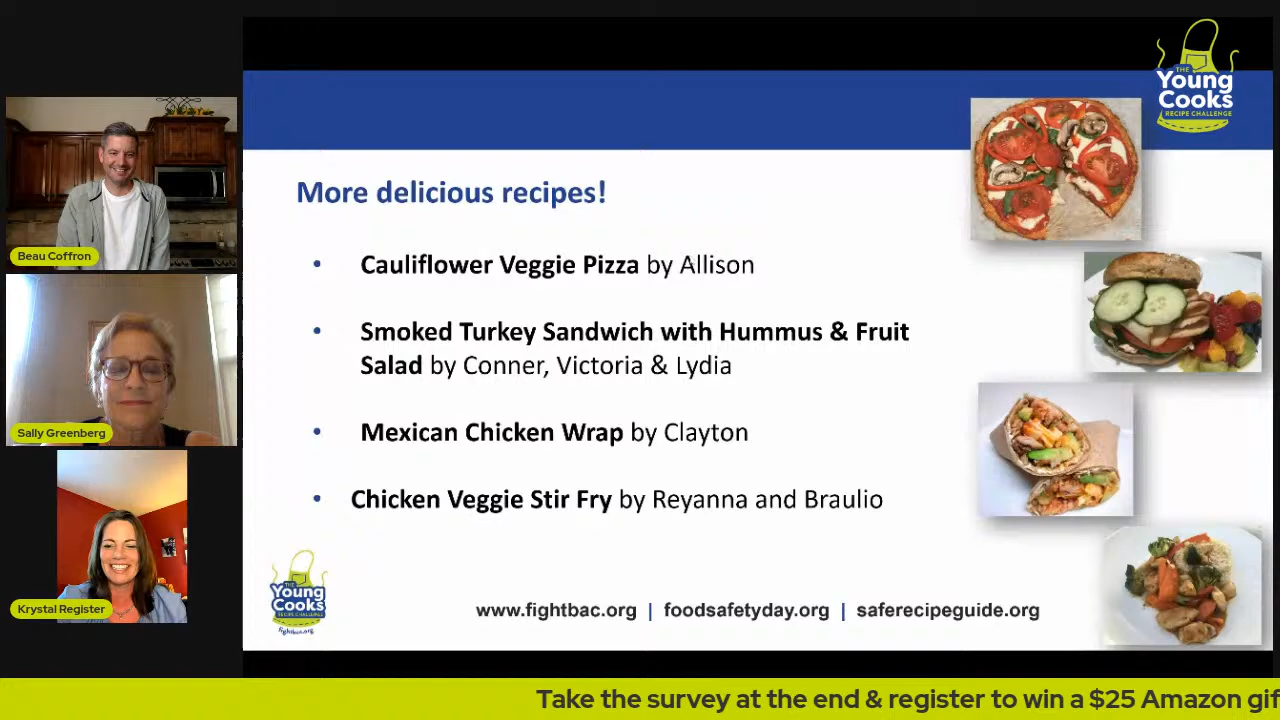 THE
Young
Cooks
RECIPE CHALLENGE
Beau Coffron
Sally Greenberg
Krystal Register
More delicious recipes!
• Cauliflower Veggie Pizza by Allison
• Smoked Turkey Sandwich with Hummus & Fruit
Salad by Conner, Victoria & Lydia
• Mexican Chicken Wrap by Clayton
• Chicken Veggie Stir Fry by Reyanna and Braulio
THE
Young
Cooks
RECIPE CHALLENGE
fightbac.org
www.fightbac.org | foodsafetyday.org | saferecipeguide.org
Take the survey at the end & register to win a $25 Amazon gif